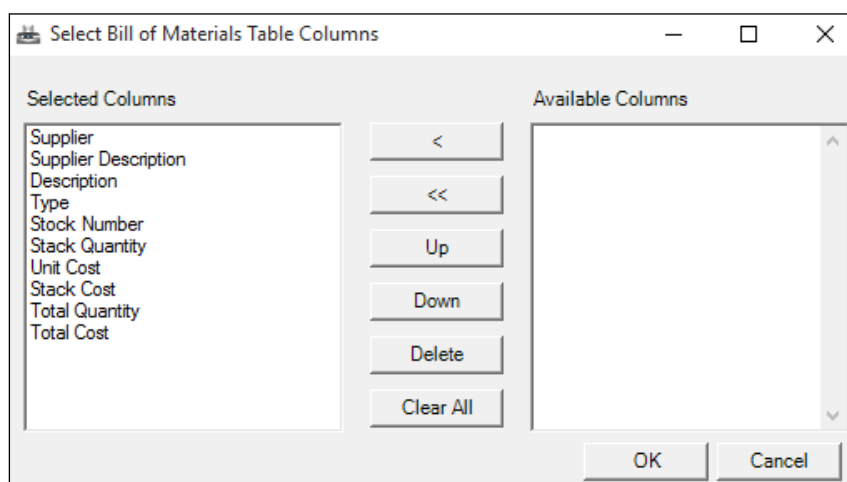 Select Bill of Materials Table Columns
Selected Columns
Available Columns
Supplier
Supplier Description
Description
Type
Stock Number
Stack Quantity
Unit Cost
Stack Cost
Total Quantity
Total Cost
<
<<
Up
Down
Delete
Clear All
OK
Cancel